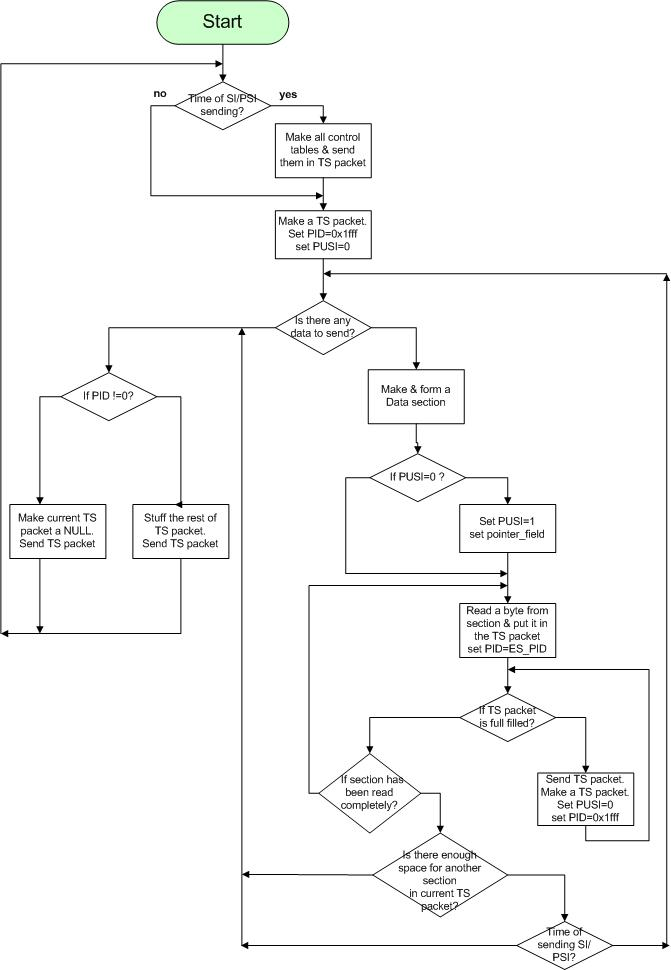 Start
Time of SI/PSI
sending?
no
yes
Make all control
tables & send
them in TS packet
Make a TS packet.
Set PID=0x1fff
set PUSI=0
Is there any
data to send?
If PID !=0?
Make & form a
Data section
If PUSI=0 ?
Make current TS
packet a NULL.
Send TS packet
Stuff the rest of
TS packet.
Send TS packet
Set PUSI=1
set pointer_field
Read a byte from
section & put it in
the TS packet
set PID=ES_PID
If TS packet
is full filled?
If section has
been read
completely?
Send TS packet.
Make a TS packet.
Set PUSI=0
set PID=0x1fff
Is there enough
space for another
section
in current TS
packet?
Time of
sending SI/
PSI?